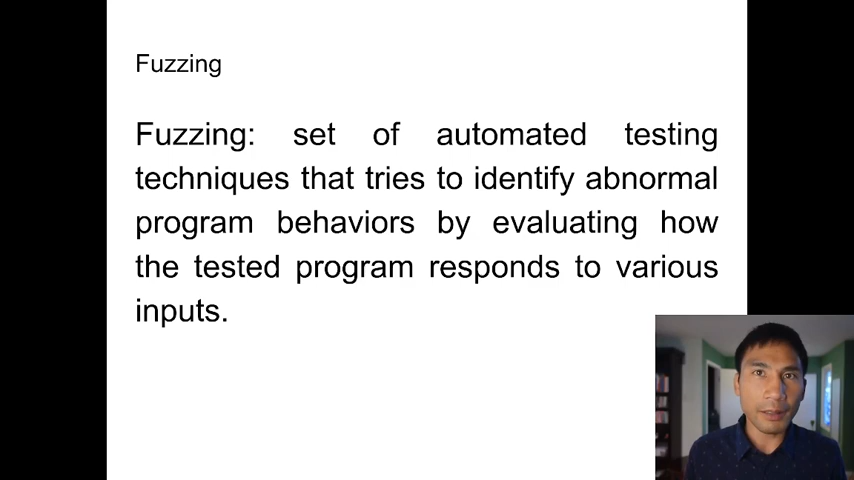 Fuzzing
Fuzzing: set of automated testing
techniques that tries to identify abnormal
program behaviors by evaluating how
the tested program responds to various
inputs.